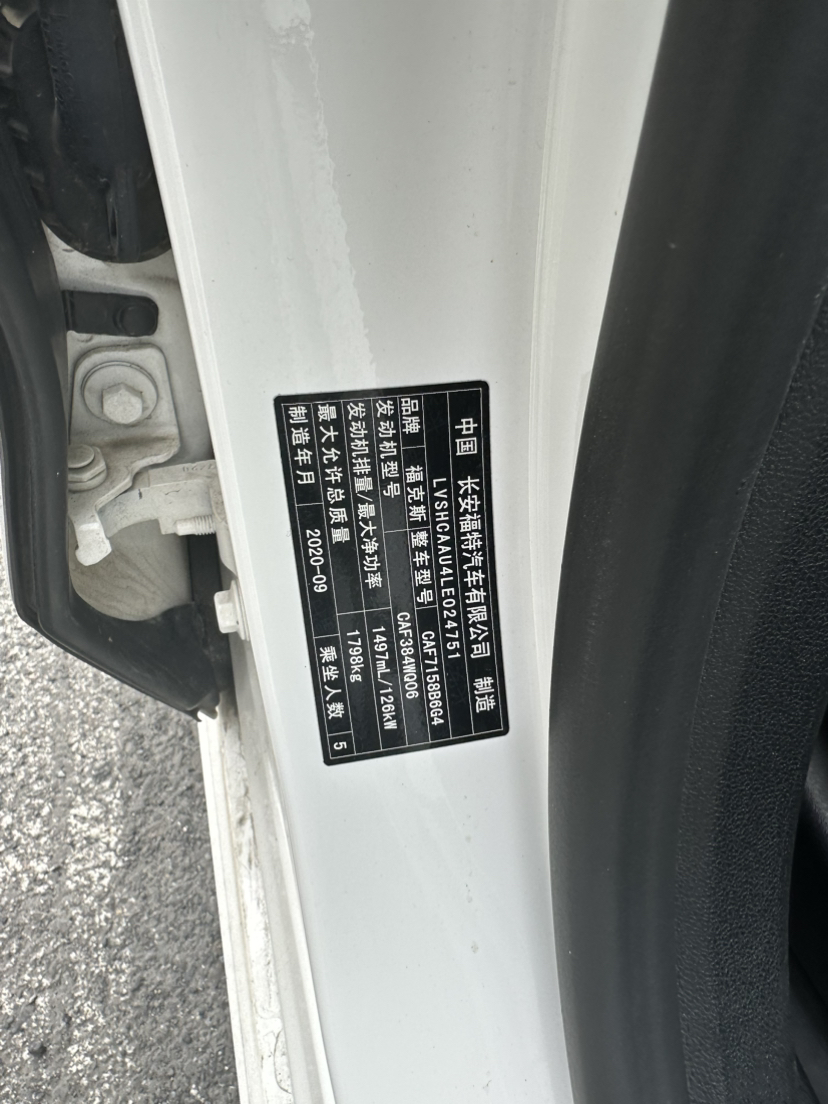 中国 长安福特汽车有限公司 制造
LVSHCAAU4LE024751
品牌 福克斯 整车型号 CAF7158B6G4
发动机型号 CAF384WQ06
发动机排量/最大净功率 1497mL/126kW
最大允许总质量 1798kg
制造年月 2020-09 乘坐人数 5